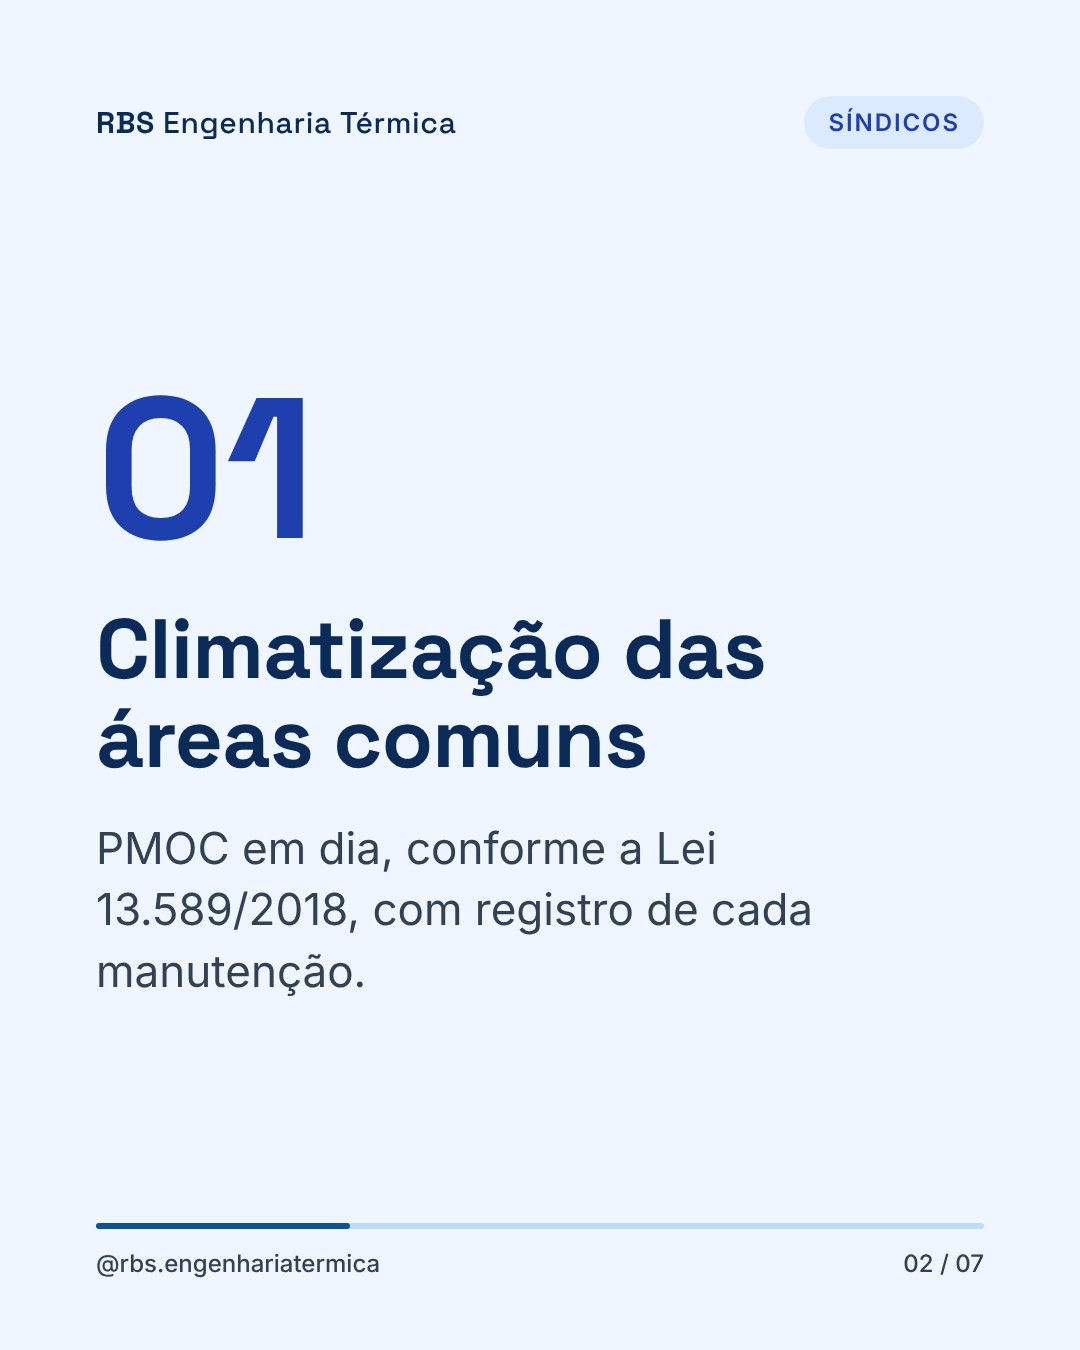 RBS Engenharia Térmica
SÍNDICOS
01
Climatização das
áreas comuns
PMOC em dia, conforme a Lei
13.589/2018, com registro de cada
manutenção.
@rbs.engenhariatermica
02 / 07